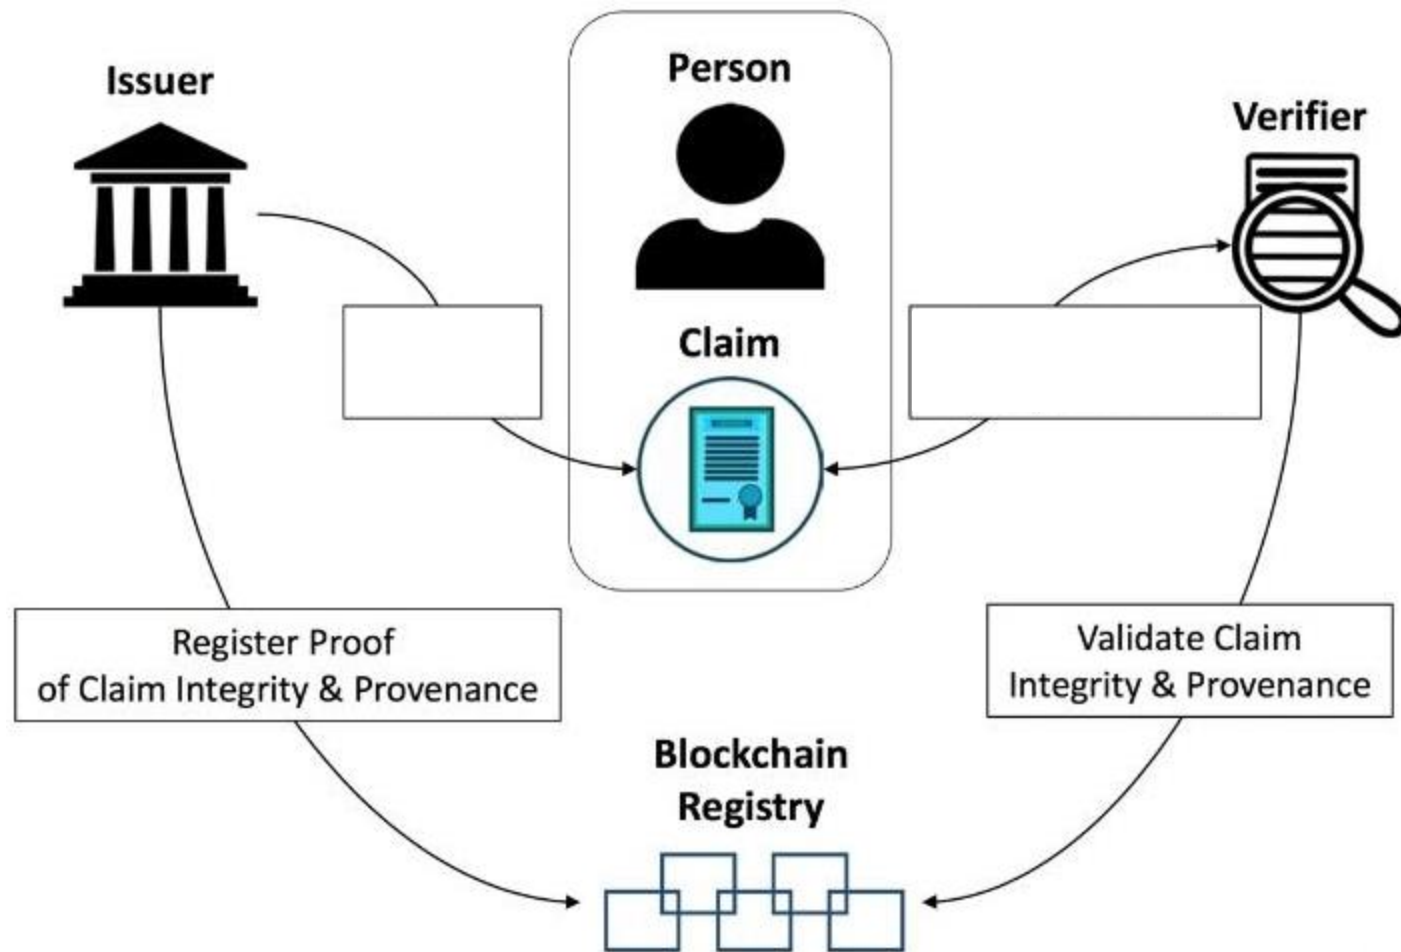 Person
Issuer
Verifier
Claim
Register Proof
of Claim Integrity & Provenance
Validate Claim
Integrity & Provenance
Blockchain
Registry